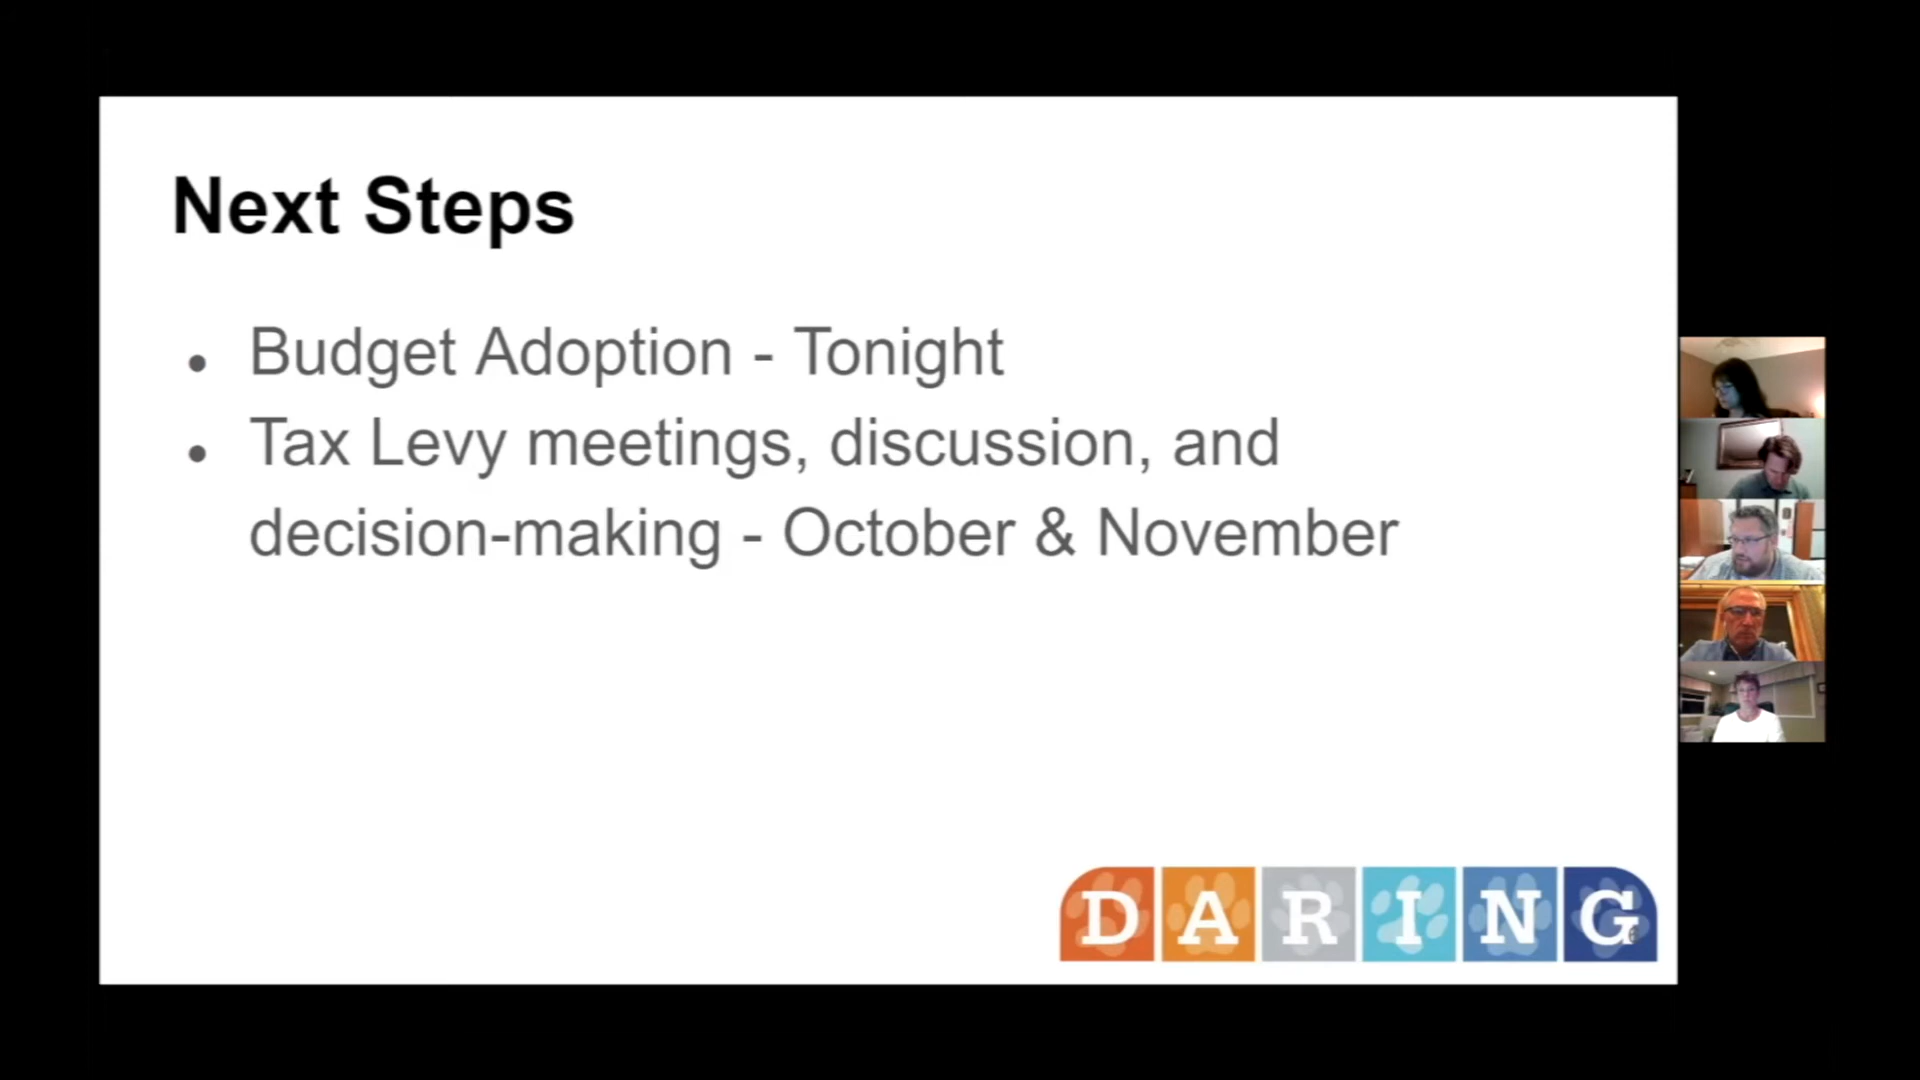 Next Steps
● Budget Adoption - Tonight
● Tax Levy meetings, discussion, and
decision-making - October & November
DARING